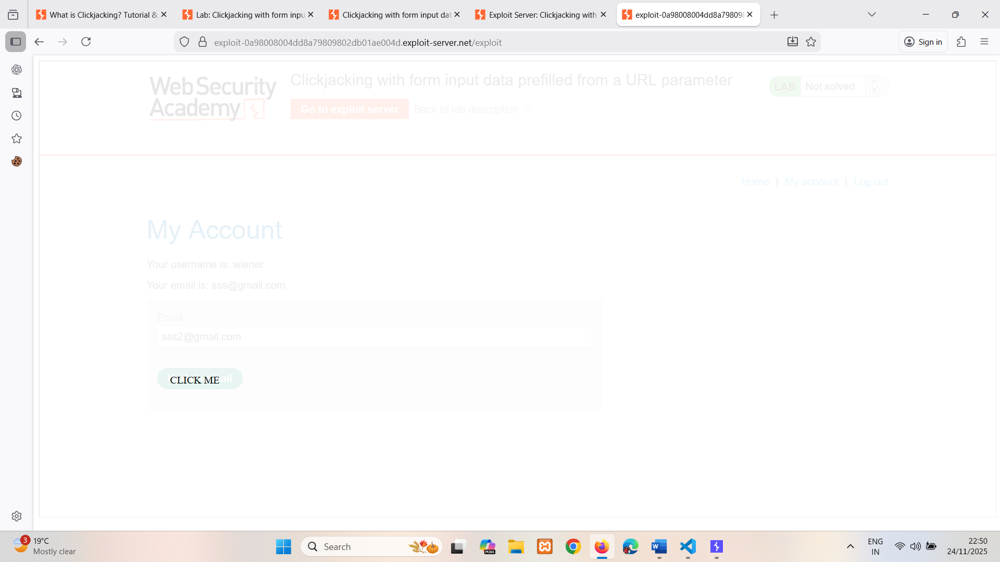 What is Clickjacking? Tutorial &
Lab: Clickjacking with form inpu
Clickjacking with form input dat
Exploit Server: Clickjacking with
exploit-0a98008004dd8a798098
exploit-0a98008004dd8a79809802db01ae004d.exploit-server.net/exploit
Sign in
Web Security
Academy
Clickjacking with form input data prefilled from a URL parameter
LAB Not solved
Go to exploit server
Back to lab description
Home | My account | Log out
My Account
Your username is: wiener
Your email is: sss@gmail.com
Email
sss2@gmail.com
CLICK ME
3
19°C
Mostly clear
Search
M365
ENG
IN
22:50
24/11/2025